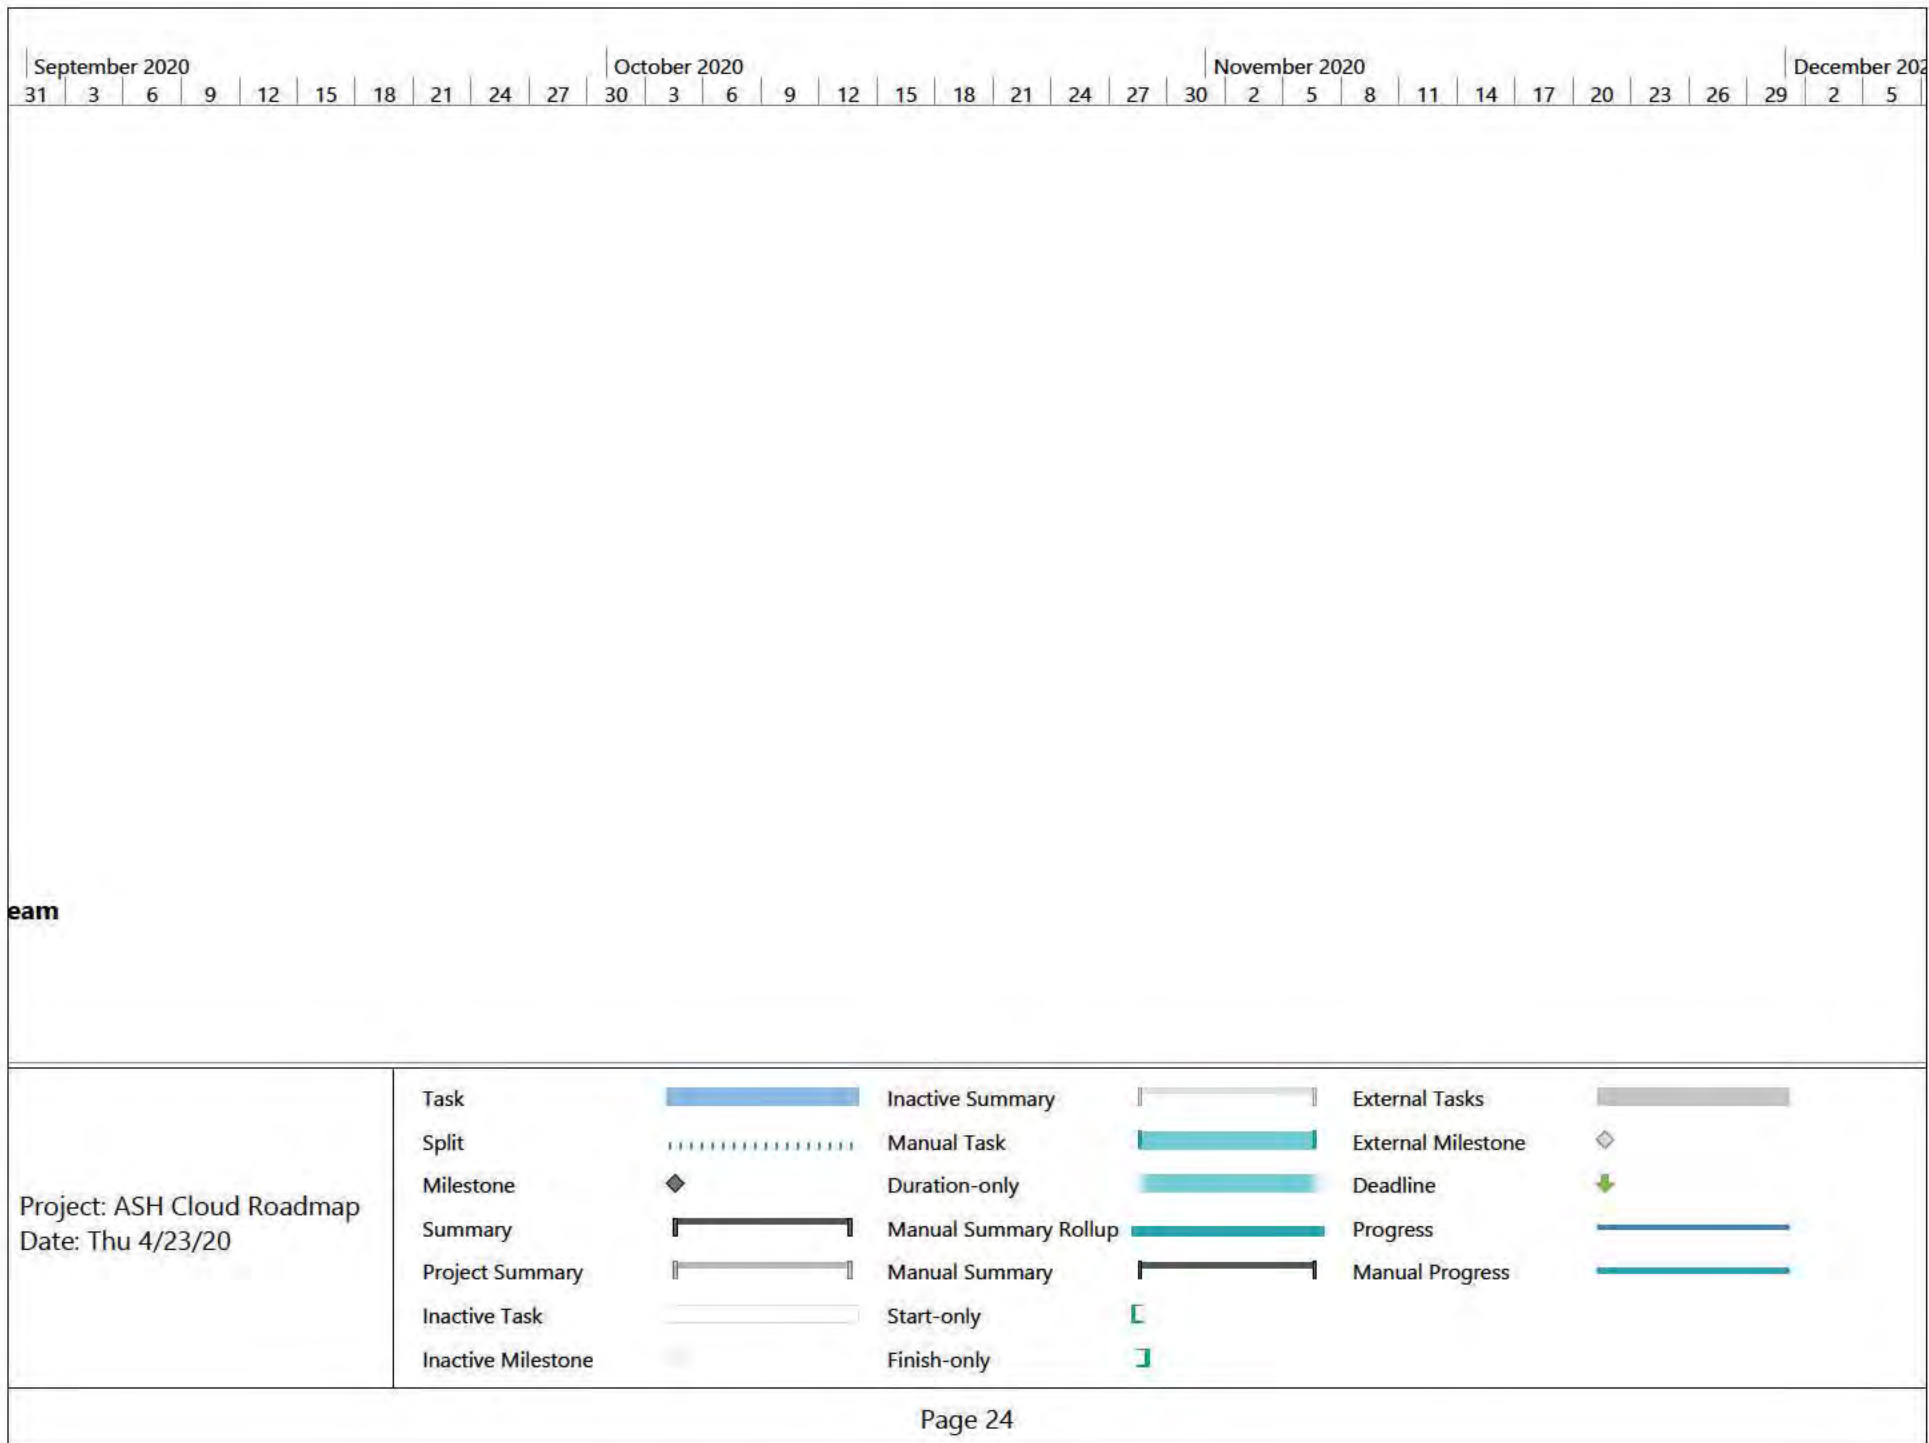 September 2020 October 2020 November 2020 December 202
31 3 6 9 12 15 18 21 24 27 30 3 6 9 12 15 18 21 24 27 30 2 5 8 11 14 17 20 23 26 29 2 5
eam
Project: ASH Cloud Roadmap
Date: Thu 4/23/20
Task
Split
Milestone
Summary
Project Summary
Inactive Task
Inactive Milestone
Inactive Summary
Manual Task
Duration-only
Manual Summary Rollup
Manual Summary
Start-only
Finish-only
External Tasks
External Milestone
Deadline
Progress
Manual Progress
Page 24